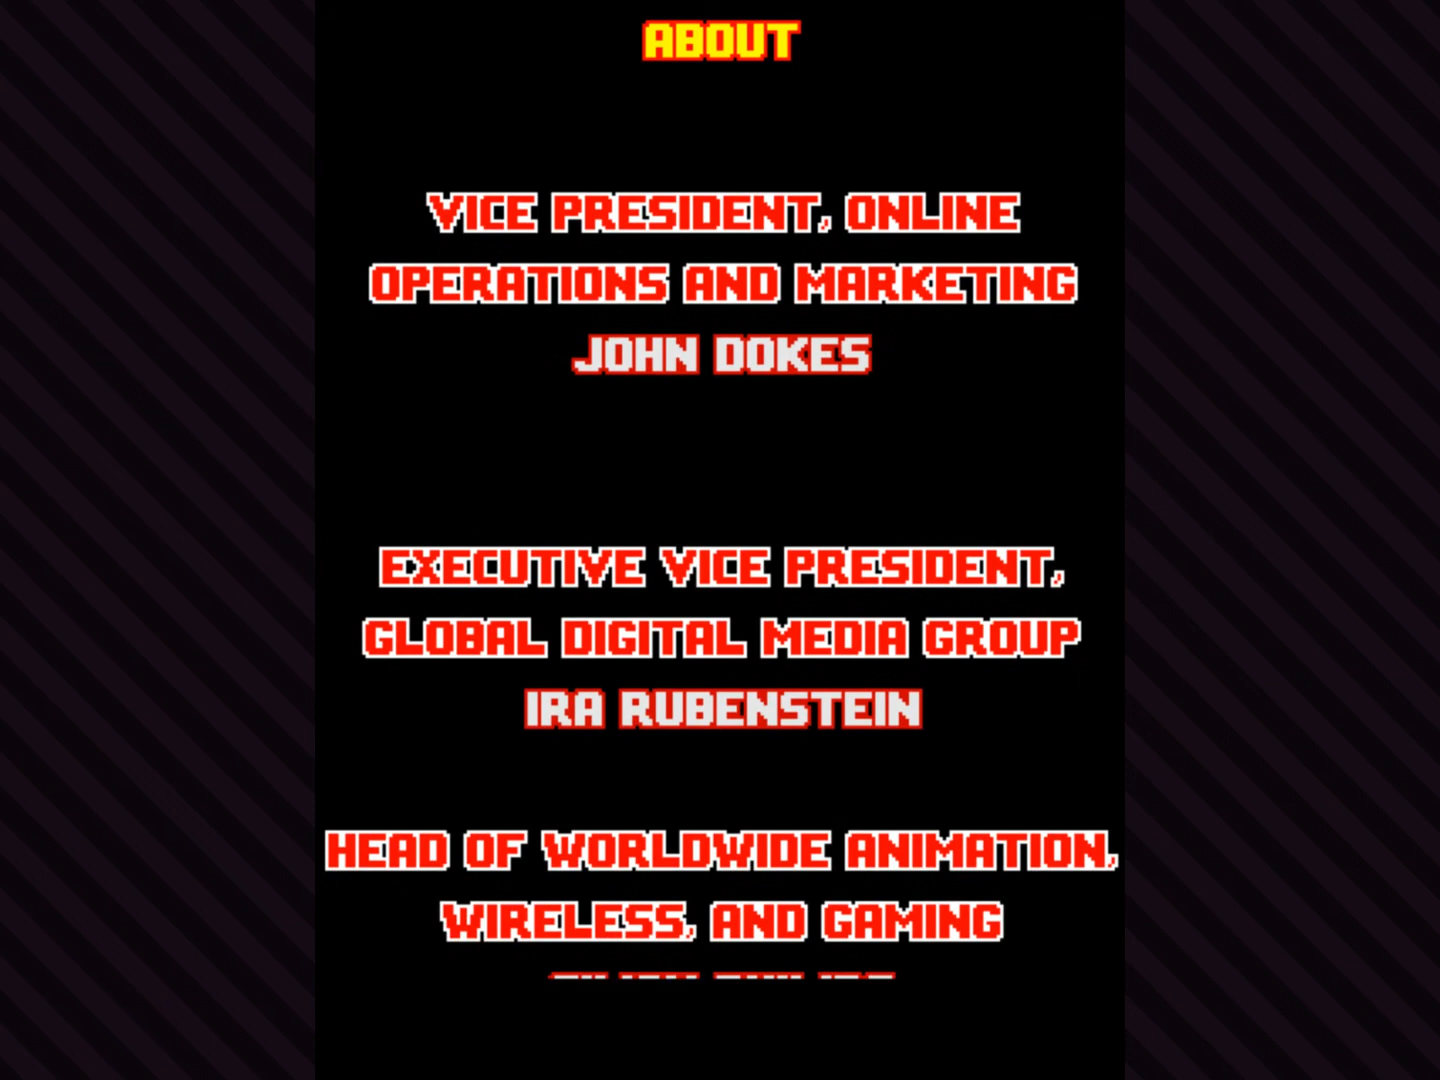 ABOUT
VICE PRESIDENT, ONLINE
OPERATIONS AND MARKETING
JOHN DOKES
EXECUTIVE VICE PRESIDENT,
GLOBAL DIGITAL MEDIA GROUP
IRA RUBENSTEIN
HEAD OF WORLDWIDE ANIMATION,
WIRELESS, AND GAMING